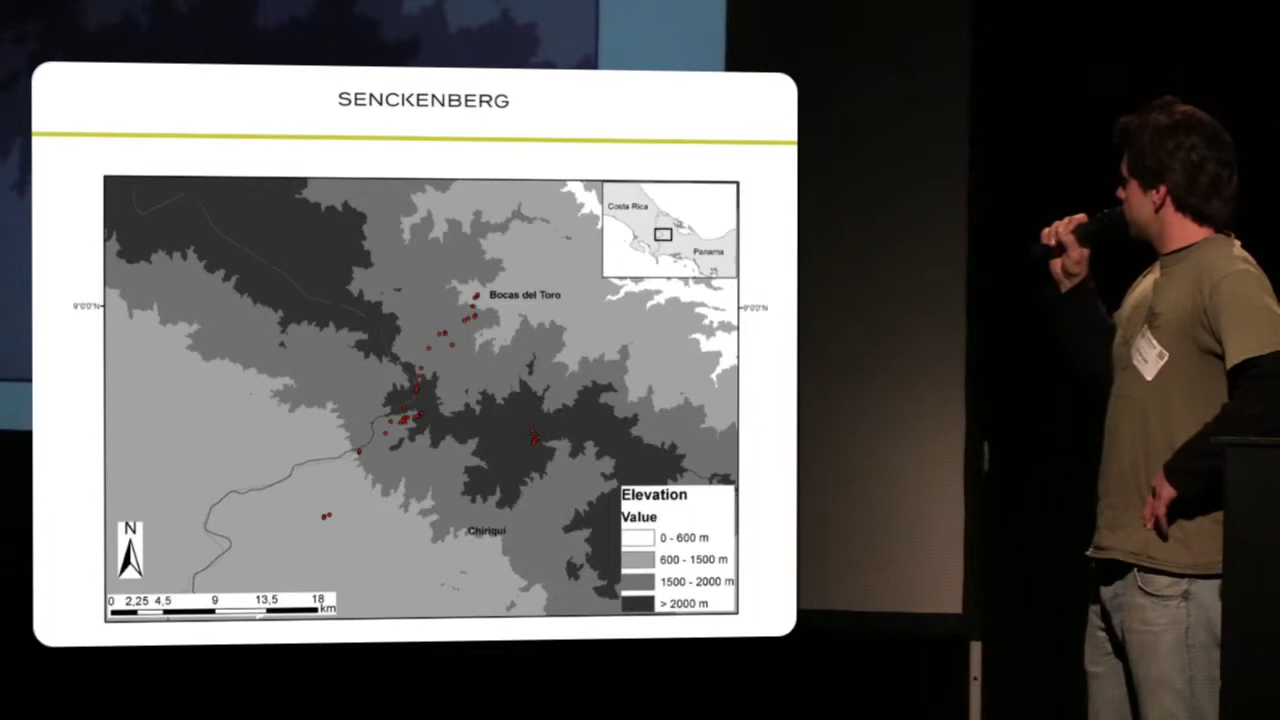 SENCKENBERG
Costa Rica
Panama
9°0'0"N
Bocas del Toro
9°0'0"N
Chiriquí
Elevation
Value
0 - 600 m
600 - 1500 m
1500 - 2000 m
> 2000 m
N
0 2,25 4,5 9 13,5 18
km